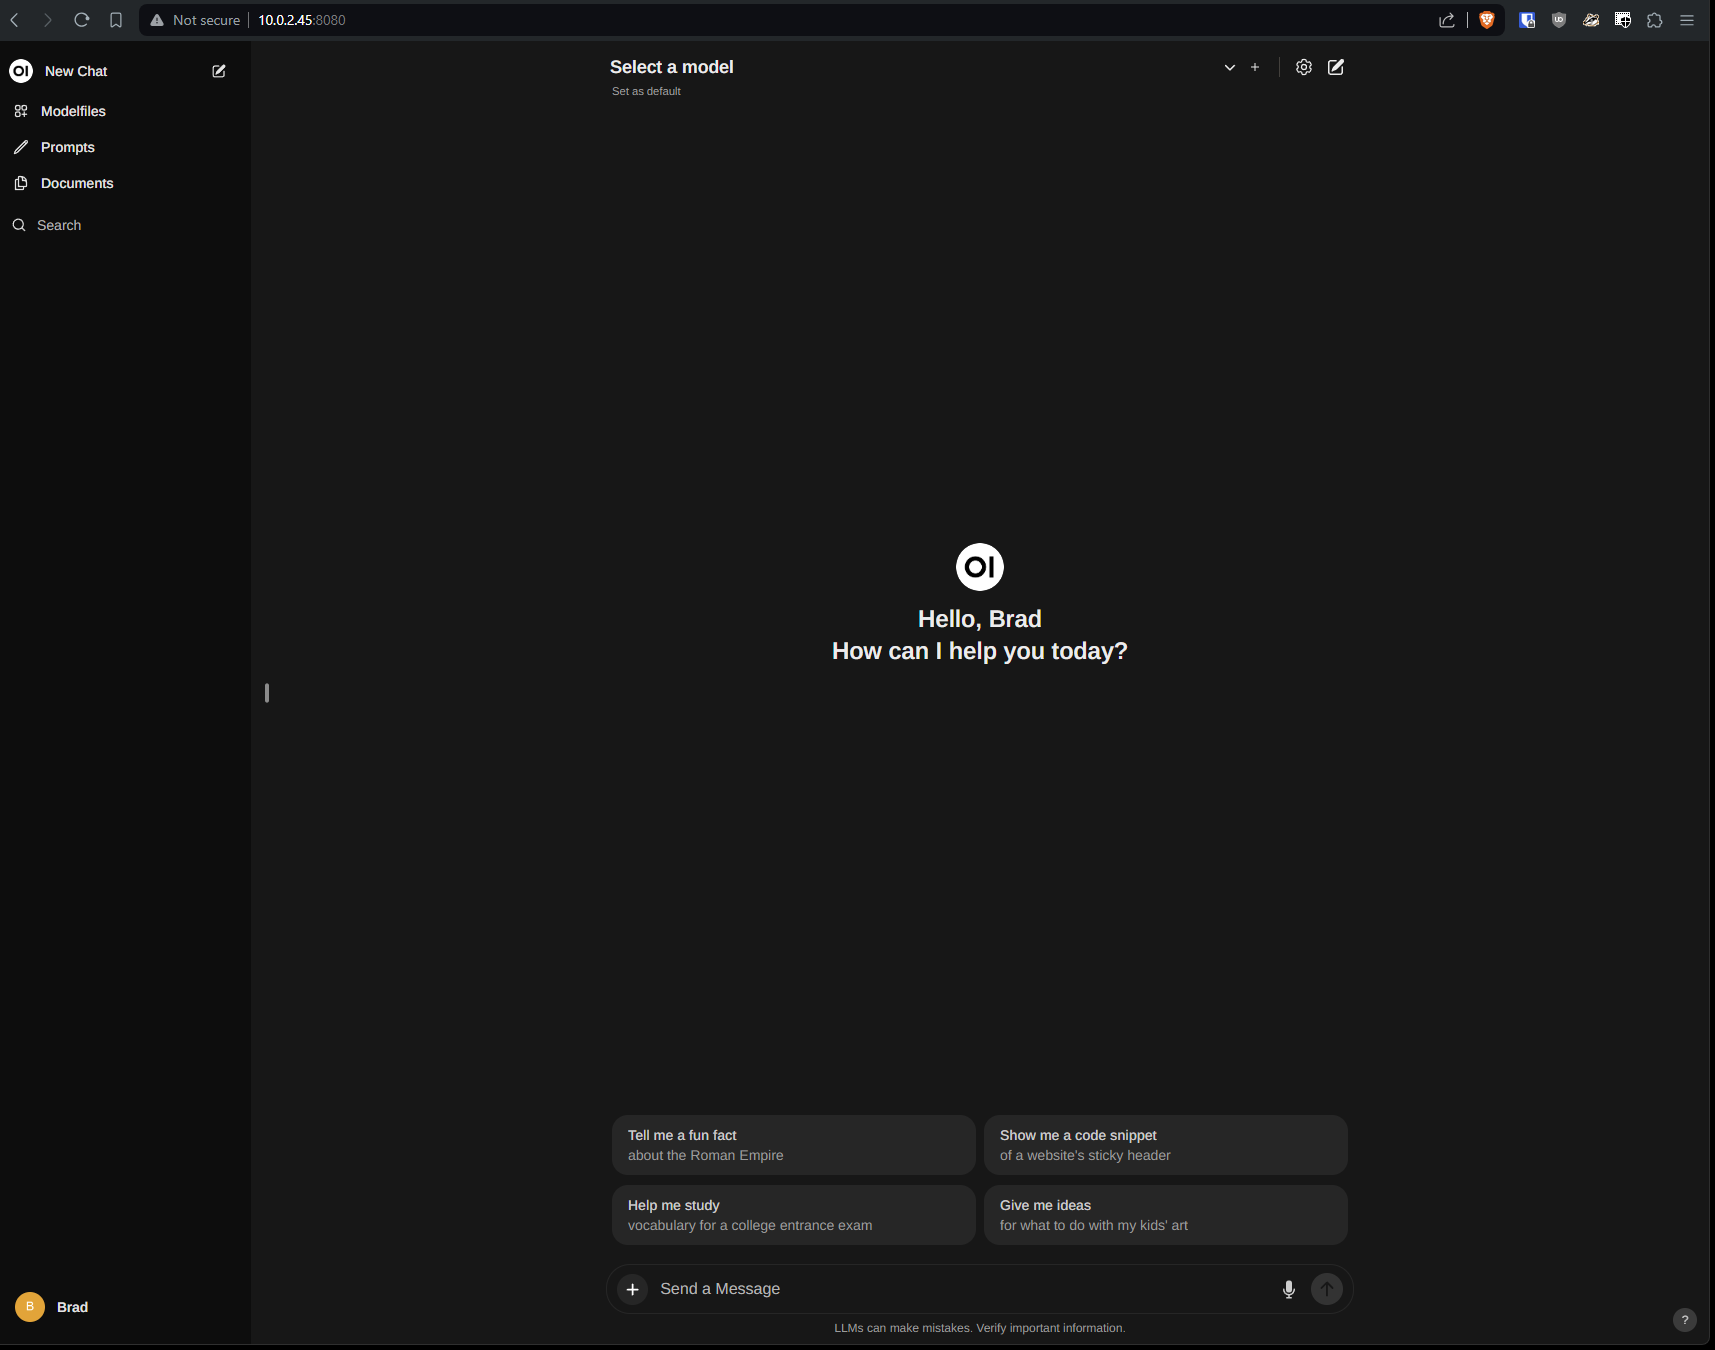 Not secure
10.0.2.45:8080
OI New Chat
Modelfiles
Prompts
Documents
Search
Select a model
Set as default
OI
Hello, Brad
How can I help you today?
Tell me a fun fact
about the Roman Empire
Show me a code snippet
of a website's sticky header
Help me study
vocabulary for a college entrance exam
Give me ideas
for what to do with my kids' art
Send a Message
LLMs can make mistakes. Verify important information.
B Brad
?